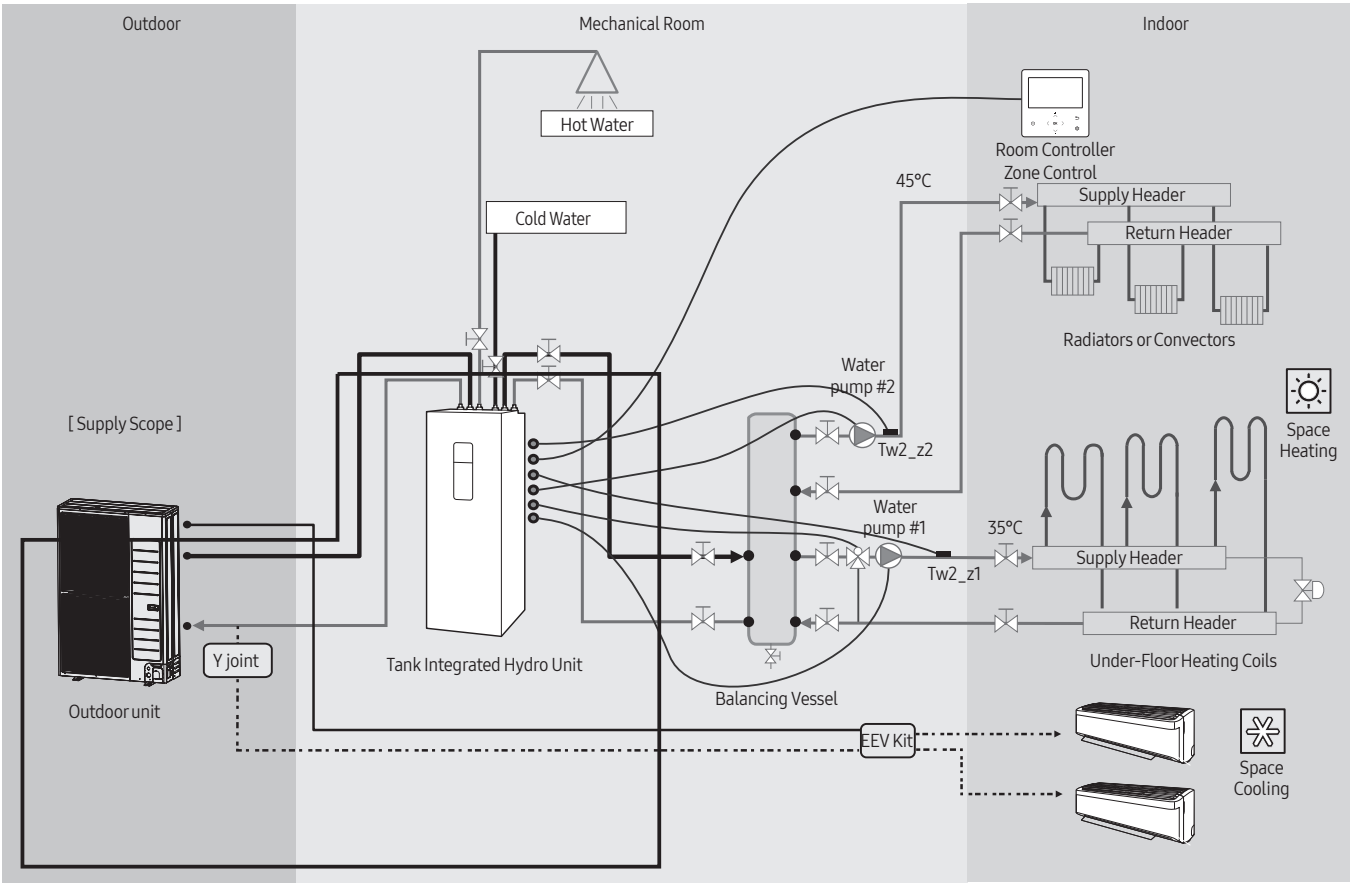 Outdoor
Mechanical Room
Indoor
Hot Water
Room Controller
Zone Control
45°C
Supply Header
Cold Water
Return Header
Radiators or Convectors
Water
pump #2
[ Supply Scope ]
Tw2_z2
Space
Heating
Water
pump #1
35°C
Supply Header
Tw2_z1
Return Header
Y joint
Tank Integrated Hydro Unit
Under-Floor Heating Coils
Balancing Vessel
Outdoor unit
EEV Kit
Space
Cooling